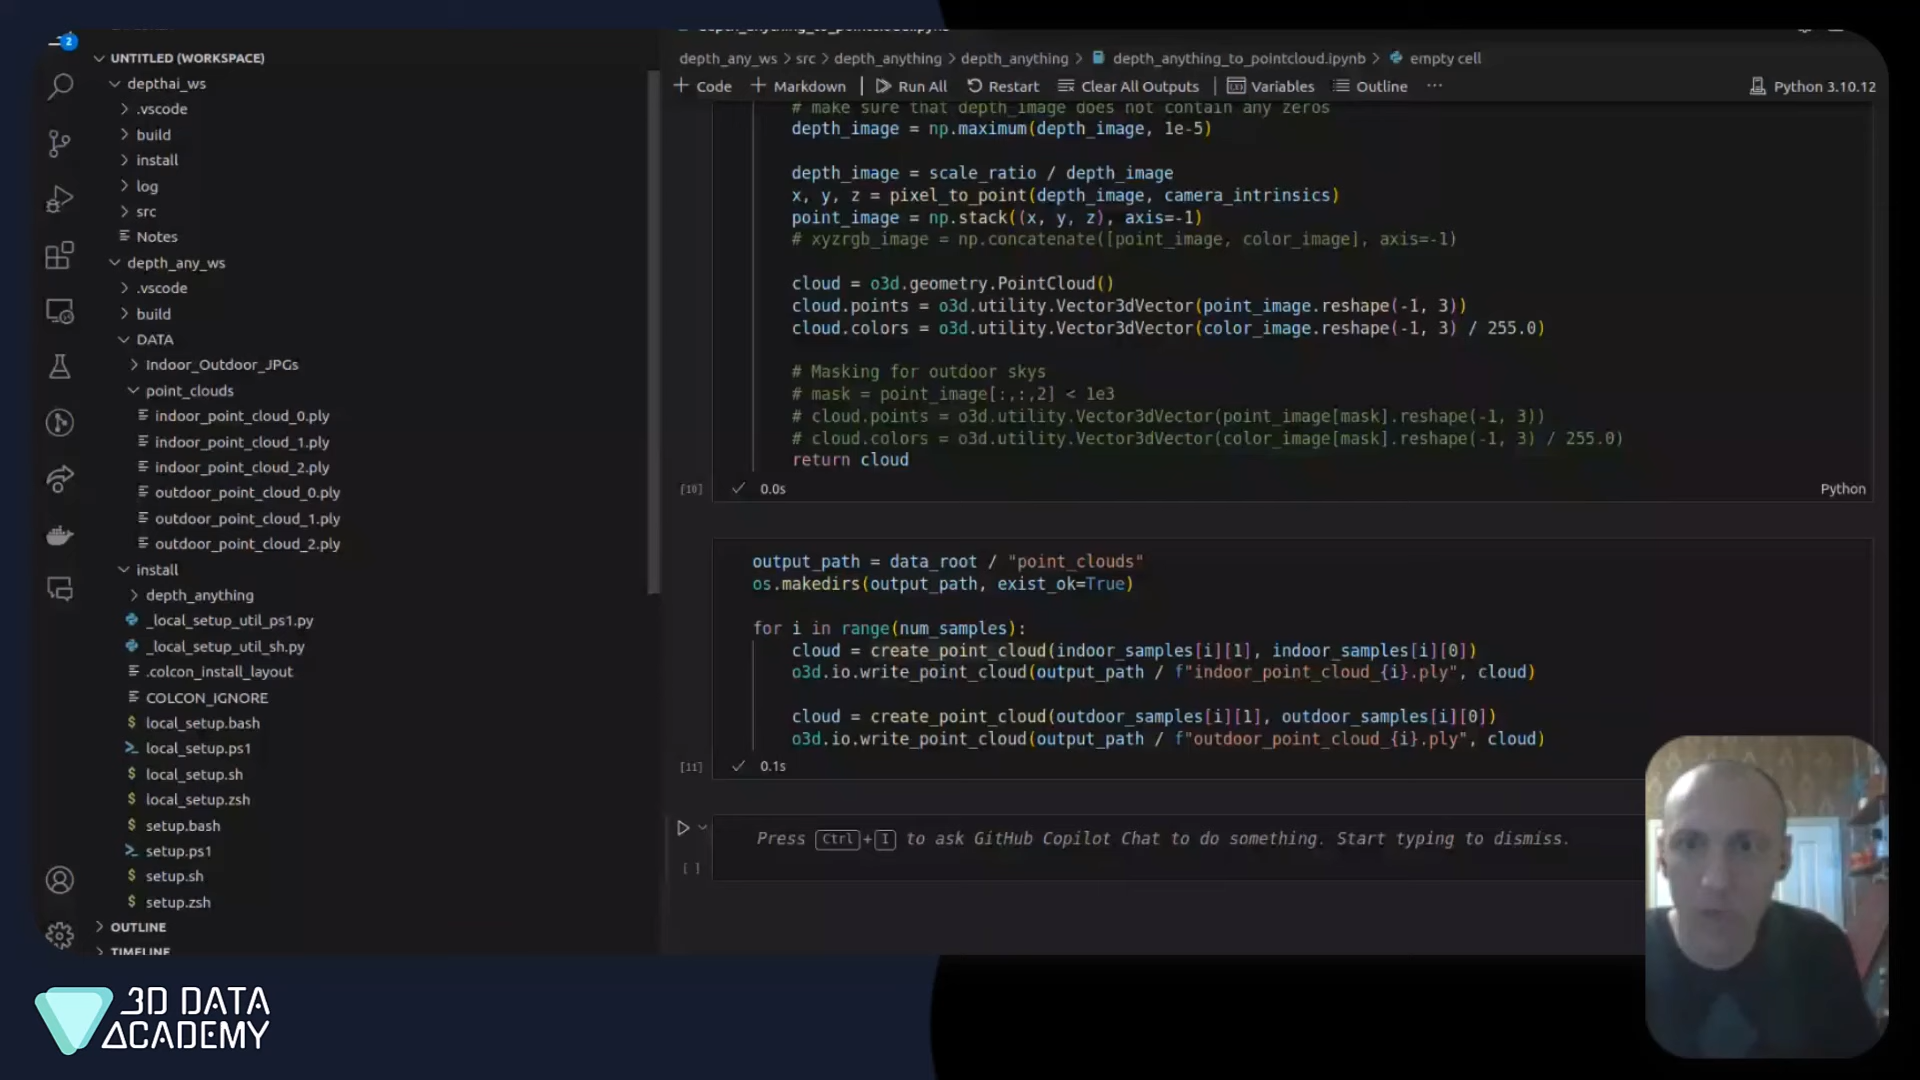 2
UNTITLED (WORKSPACE)
depthai_ws
.vscode
build
install
log
src
Notes
depth_any_ws
.vscode
build
DATA
Indoor_Outdoor_JPGs
point_clouds
indoor_point_cloud_0.ply
indoor_point_cloud_1.ply
indoor_point_cloud_2.ply
outdoor_point_cloud_0.ply
outdoor_point_cloud_1.ply
outdoor_point_cloud_2.ply
install
depth_anything
_local_setup_util_ps1.py
_local_setup_util_sh.py
.colcon_install_layout
COLCON_IGNORE
local_setup.bash
local_setup.ps1
local_setup.sh
local_setup.zsh
setup.bash
setup.ps1
setup.sh
setup.zsh
OUTLINE
TIMELINE
depth_any_ws > src > depth_anything > depth_anything > depth_anything_to_pointcloud.ipynb > empty cell
+ Code + Markdown | Run All Restart Clear All Outputs | Variables Outline ... Python 3.10.12
# make sure that depth_image does not contain any zeros
depth_image = np.maximum(depth_image, 1e-5)
depth_image = scale_ratio / depth_image
x, y, z = pixel_to_point(depth_image, camera_intrinsics)
point_image = np.stack((x, y, z), axis=-1)
# xyzrgb_image = np.concatenate([point_image, color_image], axis=-1)
cloud = o3d.geometry.PointCloud()
cloud.points = o3d.utility.Vector3dVector(point_image.reshape(-1, 3))
cloud.colors = o3d.utility.Vector3dVector(color_image.reshape(-1, 3) / 255.0)
# Masking for outdoor skys
# mask = point_image[:,:,2] < 1e3
# cloud.points = o3d.utility.Vector3dVector(point_image[mask].reshape(-1, 3))
# cloud.colors = o3d.utility.Vector3dVector(color_image[mask].reshape(-1, 3) / 255.0)
return cloud
[10] 0.0s Python
output_path = data_root / "point_clouds"
os.makedirs(output_path, exist_ok=True)
for i in range(num_samples):
cloud = create_point_cloud(indoor_samples[i][1], indoor_samples[i][0])
o3d.io.write_point_cloud(output_path / f"indoor_point_cloud_{i}.ply", cloud)
cloud = create_point_cloud(outdoor_samples[i][1], outdoor_samples[i][0])
o3d.io.write_point_cloud(output_path / f"outdoor_point_cloud_{i}.ply", cloud)
[11] 0.1s
Press Ctrl+I to ask GitHub Copilot Chat to do something. Start typing to dismiss.
[ ]
3D DATA
ACADEMY